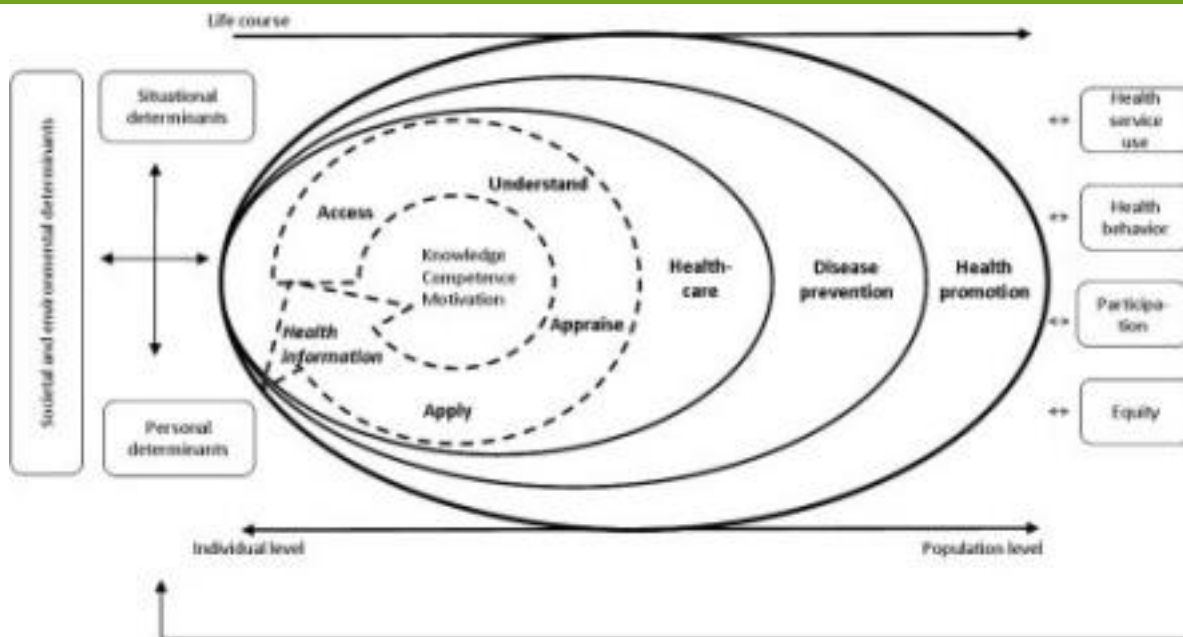 Life course
Societal and environmental determinants
Situational
determinants
Personal
determinants
Access
Understand
Knowledge
Competence
Motivation
Health
information
Appraise
Apply
Health-
care
Disease
prevention
Health
promotion
Health
service
use
Health
behavior
Participa-
tion
Equity
Individual level
Population level